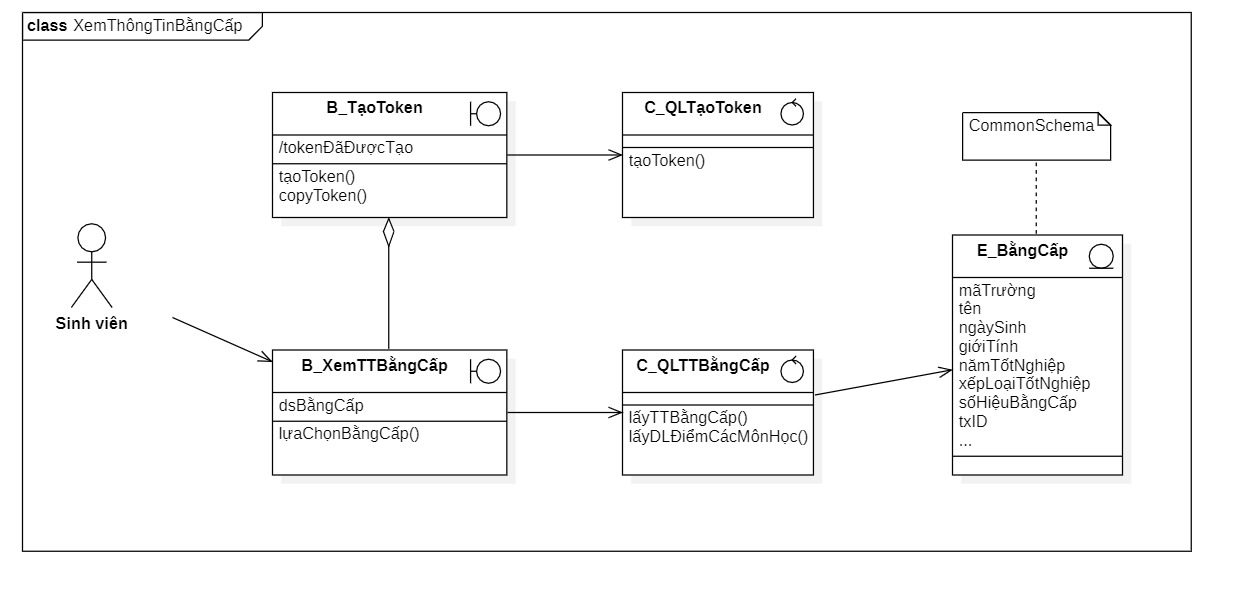 class XemThôngTinBằngCấp
B_TạoToken
/tokenĐãĐượcTạo
tạoToken()
copyToken()
C_QLTạoToken
tạoToken()
CommonSchema
Sinh viên
B_XemTTBằngCấp
dsBằngCấp
lựaChọnBằngCấp()
C_QLTTBằngCấp
lấyTTBằngCấp()
lấyDLĐiểmCácMônHọc()
E_BằngCấp
mãTrường
tên
ngàySinh
giớiTính
nămTốtNghiệp
xếpLoạiTốtNghiệp
sốHiệuBằngCấp
txID
...